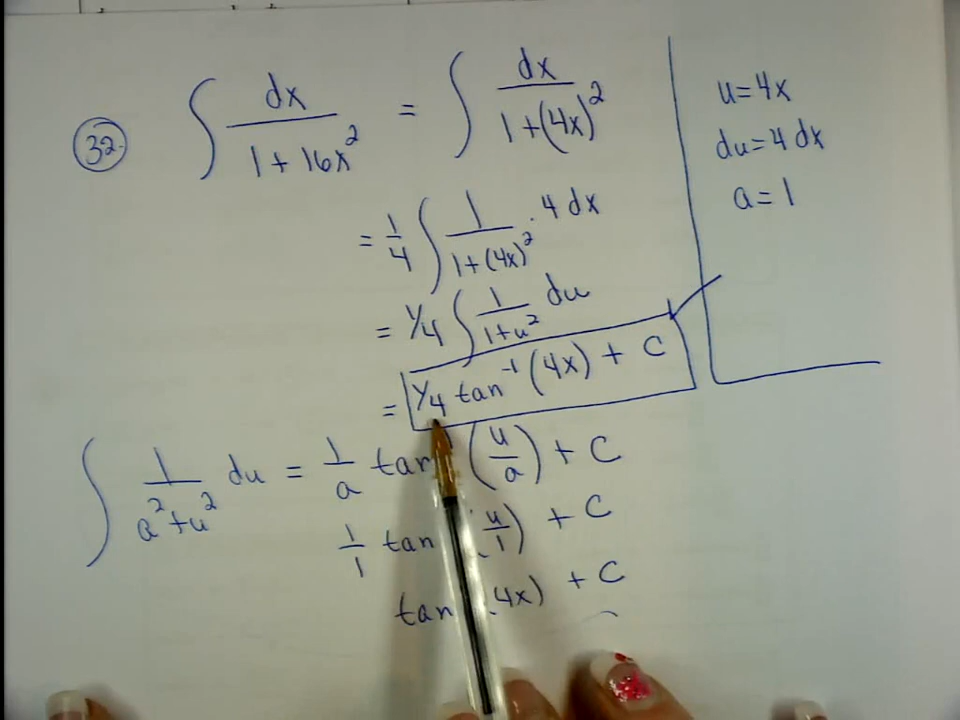 32. ∫ dx / (1 + 16x²) = ∫ dx / (1+(4x)²)
= 1/4 ∫ 1 / (1+(4x)²) · 4 dx
= 1/4 ∫ 1 / (1+u²) du
= 1/4 tan⁻¹ (4x) + C
∫ 1 / (a²+u²) du = 1/a tan (u/a) + C
1/1 tan (u/1) + C
tan 4x) + C
u=4x
du=4 dx
a=1